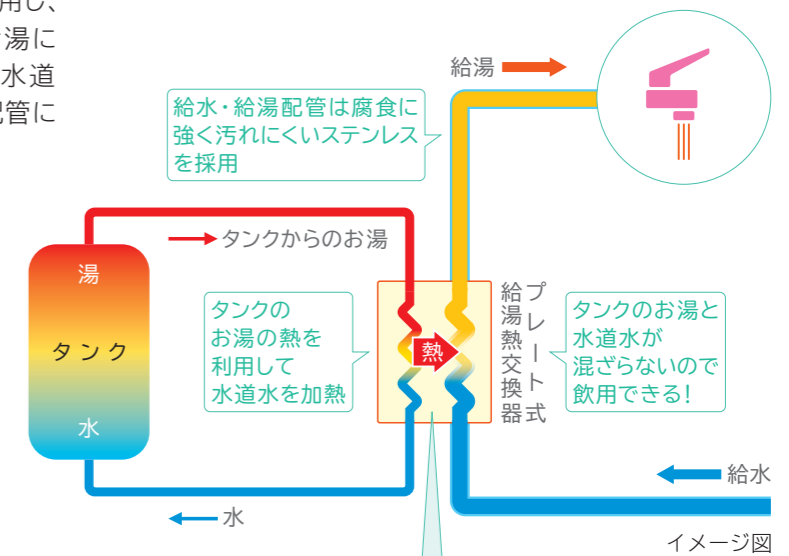 用し、
湯に
水道
管に
給湯
給水・給湯配管は腐食に
強く汚れにくいステンレス
を採用
タンクからのお湯
湯
タンク
水
タンクの
お湯の熱を
利用して
水道水を加熱
熱
プレート式
給湯熱交換器
タンクのお湯と
水道水が
混ざらないので
飲用できる!
給水
水
イメージ図